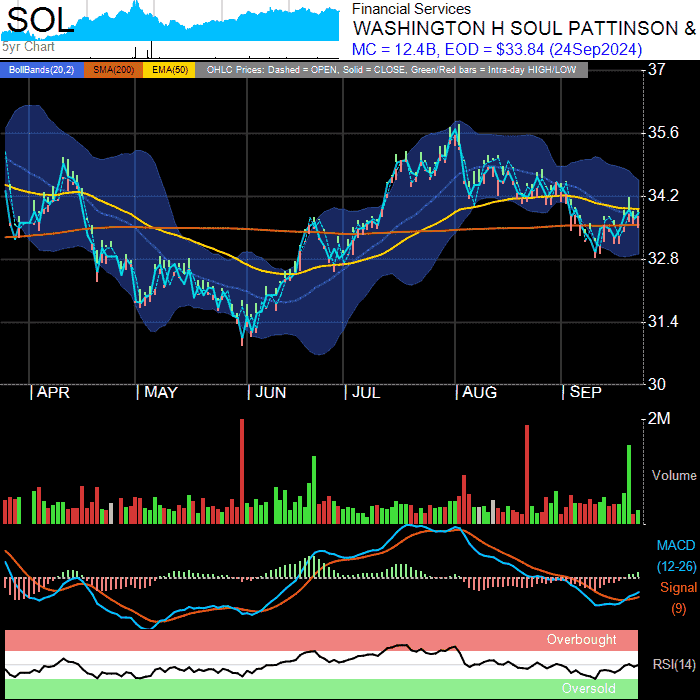 SOL
Financial Services
WASHINGTON H SOUL PATTINSON &
5yr Chart
MC = 12.4B, EOD = $33.84 (24Sep2024)
BollBands(20,2) SMA(200) EMA(50) OHLC Prices: Dashed = OPEN, Solid = CLOSE, Green/Red bars = Intra-day HIGH/LOW
37
35.6
34.2
32.8
31.4
30
APR MAY JUN JUL AUG SEP
2M
Volume
MACD
(12-26)
Signal
(9)
Overbought
RSI(14)
Oversold